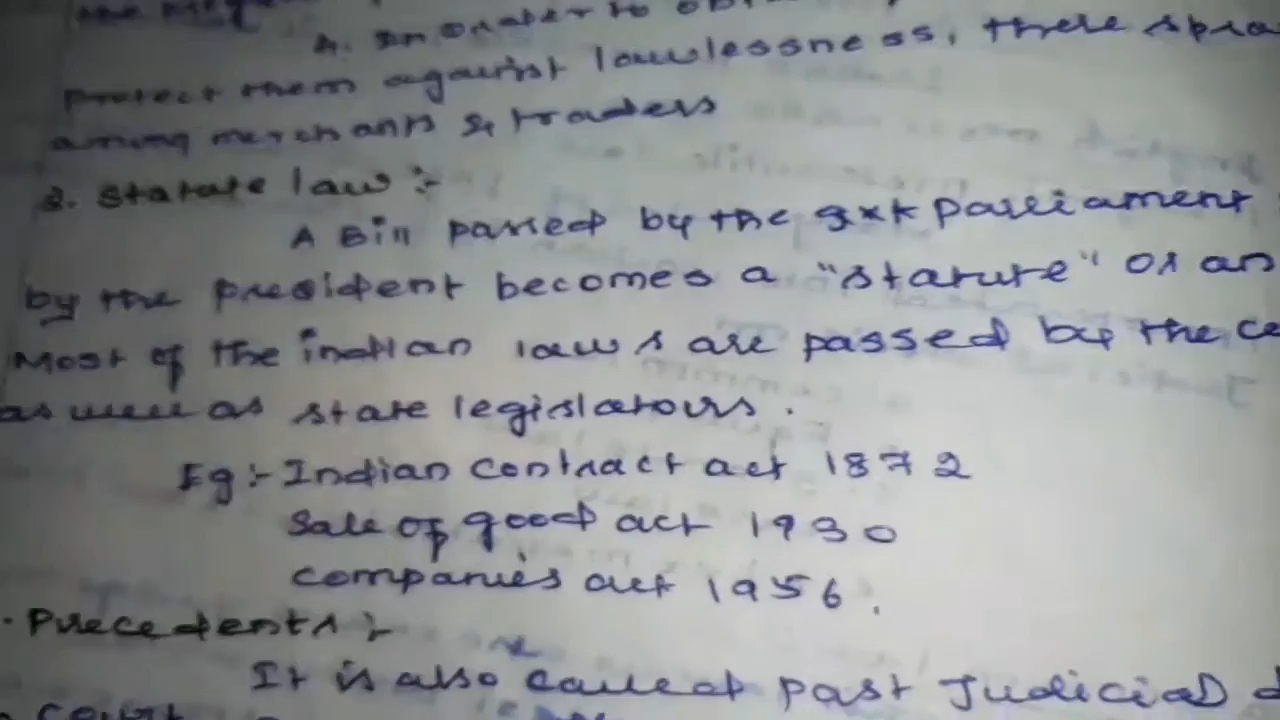 A. In order to
protect them against lawlessness, there
among merchants & traders
3. Statute law :-
A Bill passed by the parliament
by the president becomes a "statute" or an
Most of the indian laws are passed by the
as well as state legislatours.
Eg :- Indian contract act 1872
Sale of good act 1930
companies act 1956.
Precedents :-
It is also called past Judicial
court